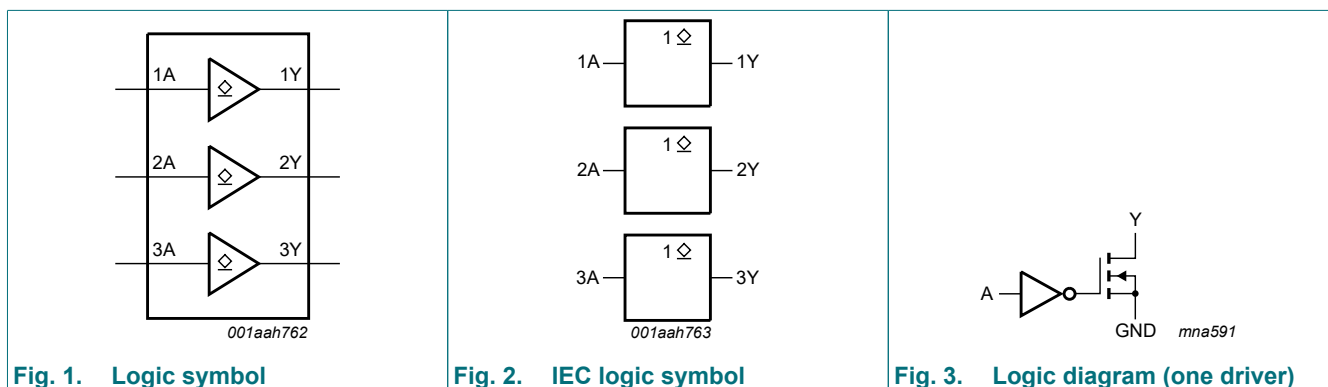 1A 1Y
2A 2Y
3A 3Y
001aah762
Fig. 1. Logic symbol
1 ◇
1A 1Y
1 ◇
2A 2Y
1 ◇
3A 3Y
001aah763
Fig. 2. IEC logic symbol
Y
A
GND mna591
Fig. 3. Logic diagram (one driver)